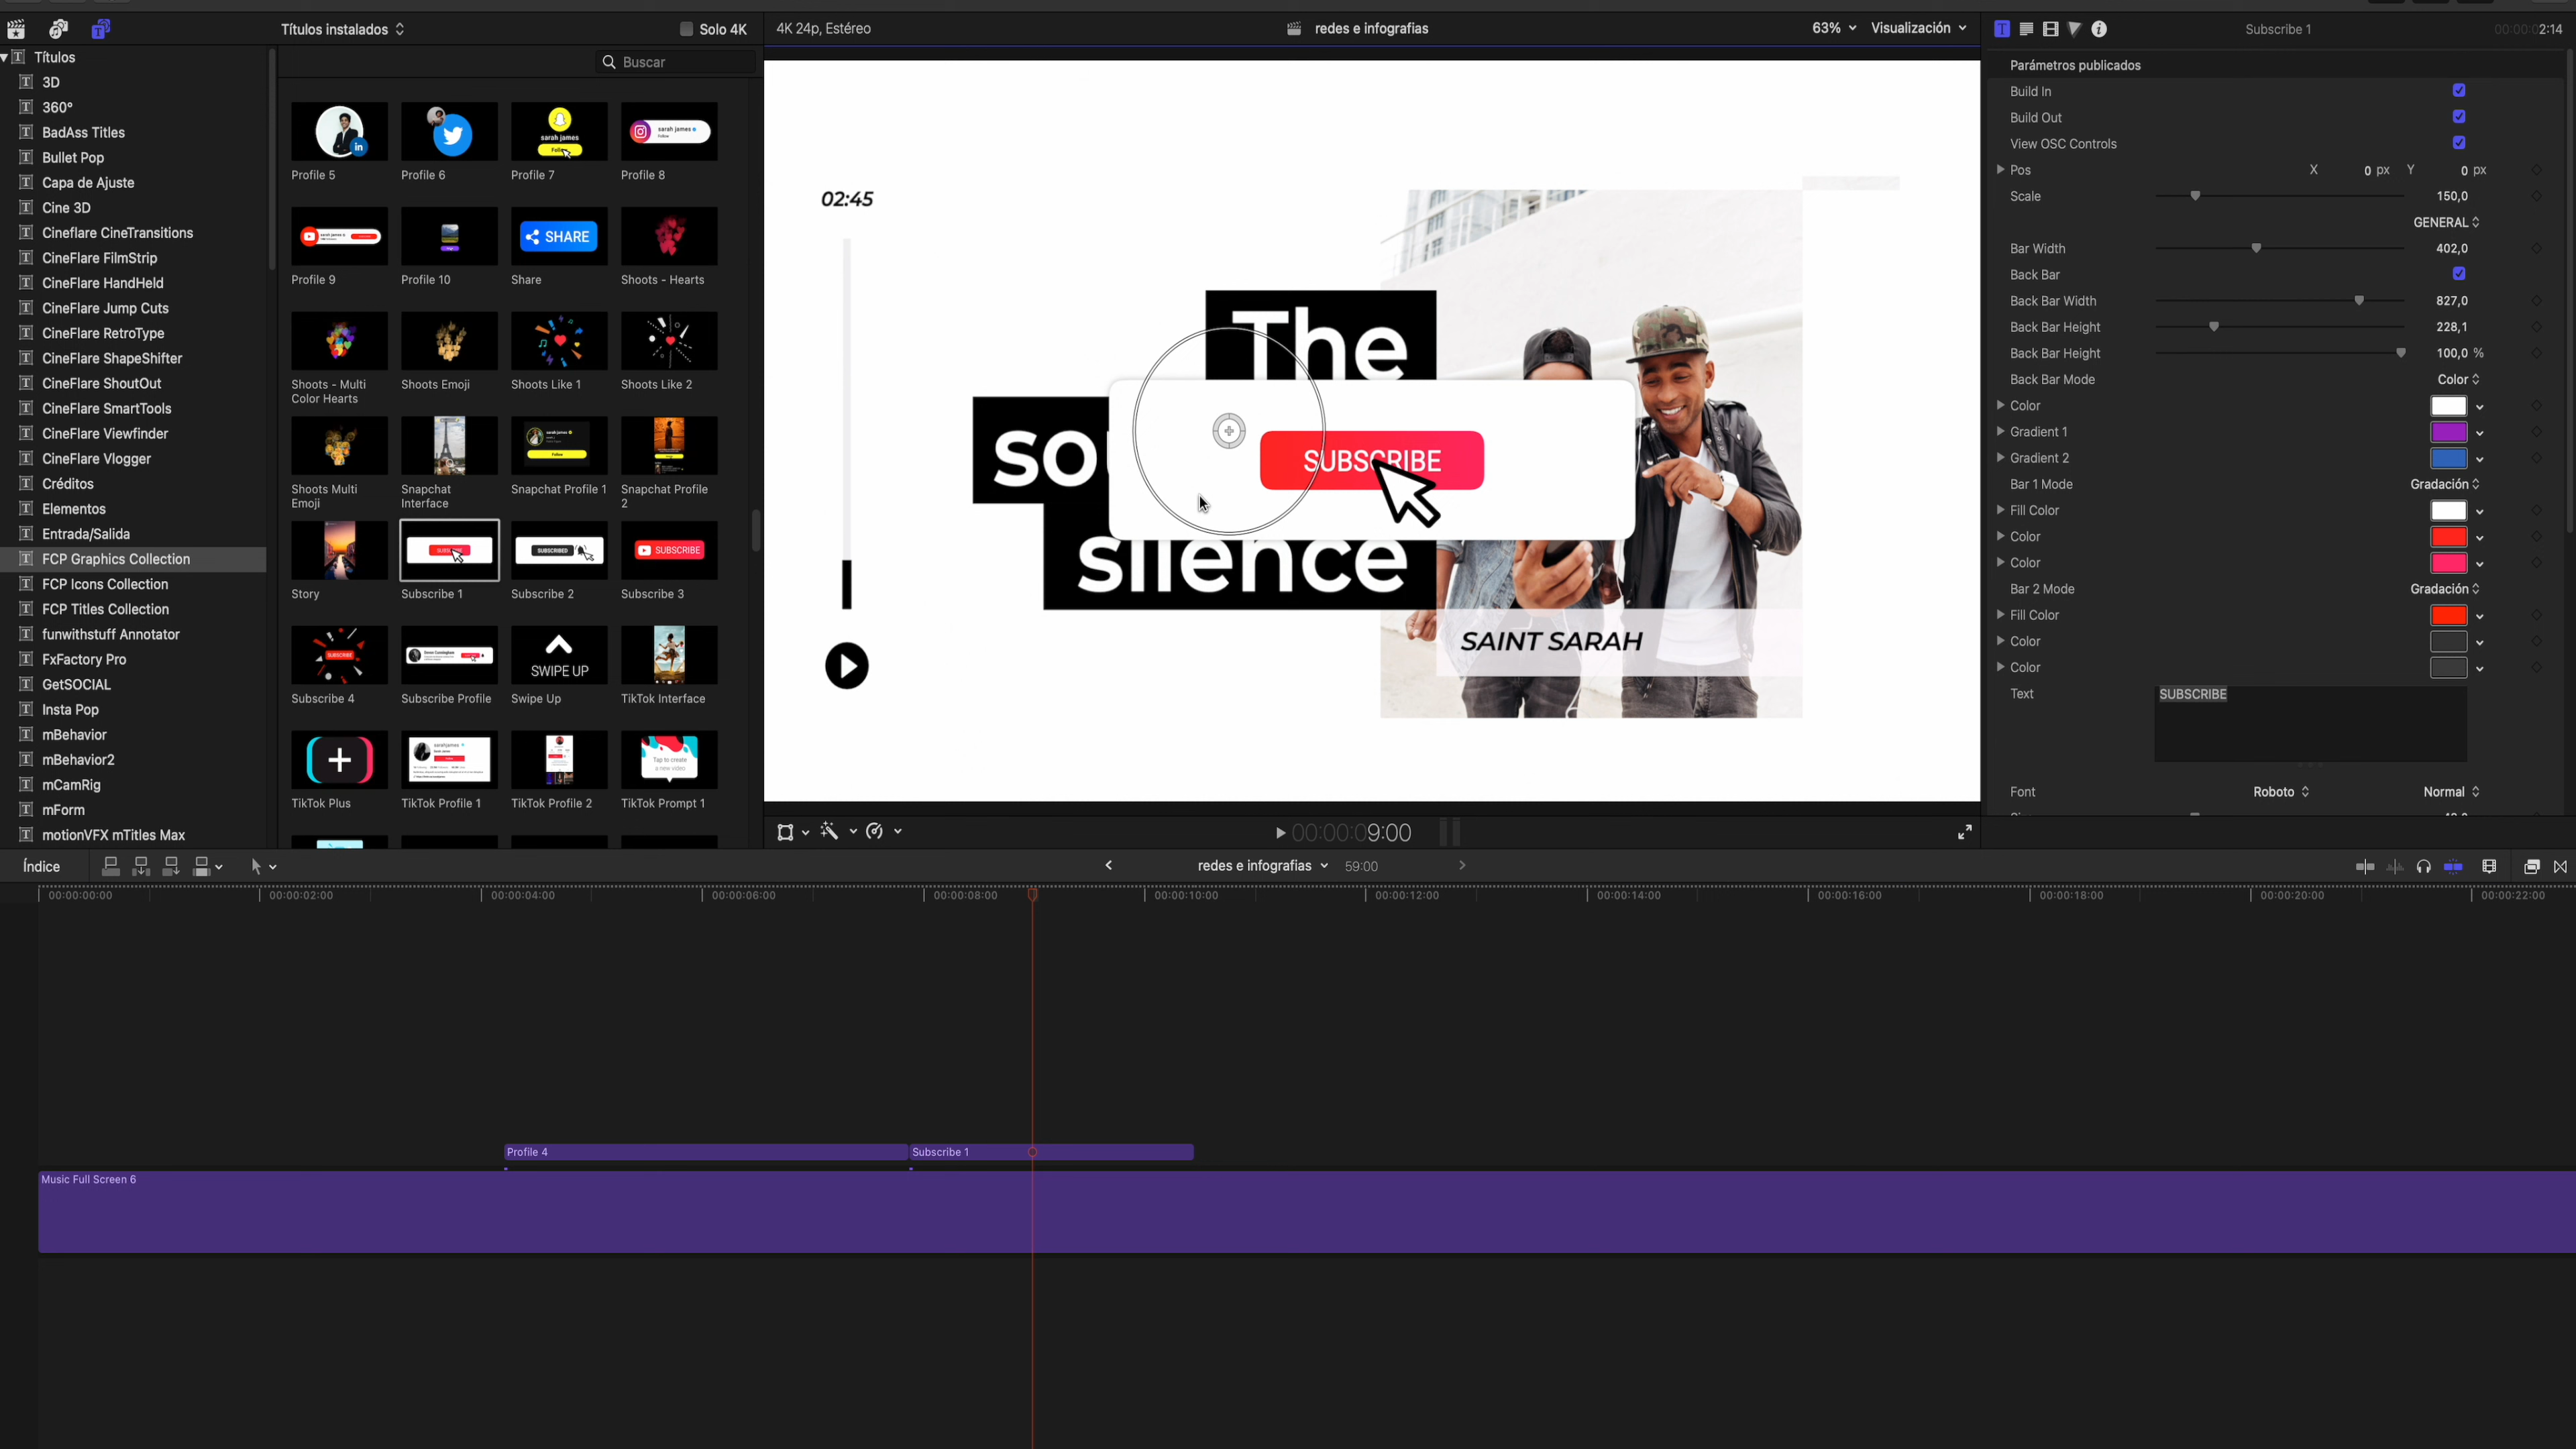 Títulos instalados
Solo 4K
4K 24p, Estéreo
redes e infografias
63%
Visualización
Subscribe 1
00:00:02:14
Títulos
3D
360°
BadAss Titles
Bullet Pop
Capa de Ajuste
Cine 3D
Cineflare CineTransitions
CineFlare FilmStrip
CineFlare HandHeld
CineFlare Jump Cuts
CineFlare RetroType
CineFlare ShapeShifter
CineFlare ShoutOut
CineFlare SmartTools
CineFlare Viewfinder
CineFlare Vlogger
Créditos
Elementos
Entrada/Salida
FCP Graphics Collection
FCP Icons Collection
FCP Titles Collection
funwithstuff Annotator
FxFactory Pro
GetSOCIAL
Insta Pop
mBehavior
mBehavior2
mCamRig
mForm
motionVFX mTitles Max
Buscar
in
sarah james
Follow
sarah james
Follow
Profile 5
Profile 6
Profile 7
Profile 8
SHARE
Profile 9
Profile 10
Share
Shoots - Hearts
Shoots - Multi
Color Hearts
Shoots Emoji
Shoots Like 1
Shoots Like 2
Shoots Multi
Emoji
Snapchat
Interface
Snapchat Profile 1
Snapchat Profile
2
SUBSCRIBED
SUBSCRIBE
Story
Subscribe 1
Subscribe 2
Subscribe 3
SUBSCRIBE
SWIPE UP
Subscribe 4
Subscribe Profile
Swipe Up
TikTok Interface
Tap to create
a new video
TikTok Plus
TikTok Profile 1
TikTok Profile 2
TikTok Prompt 1
02:45
The
so
SUBSCRIBE
silence
SAINT SARAH
00:00:09:00
Parámetros publicados
Build In
Build Out
View OSC Controls
Pos X 0 px Y 0 px
Scale 150,0
GENERAL
Bar Width 402,0
Back Bar
Back Bar Width 827,0
Back Bar Height 228,1
Back Bar Height 100,0 %
Back Bar Mode Color
Color
Gradient 1
Gradient 2
Bar 1 Mode Gradación
Fill Color
Color
Color
Bar 2 Mode Gradación
Fill Color
Color
Color
Text SUBSCRIBE
Font Roboto Normal
Índice
redes e infografias
59:00
00:00:00:00
00:00:02:00
00:00:04:00
00:00:06:00
00:00:08:00
00:00:10:00
00:00:12:00
00:00:14:00
00:00:16:00
00:00:18:00
00:00:20:00
00:00:22:00
Profile 4
Subscribe 1
Music Full Screen 6